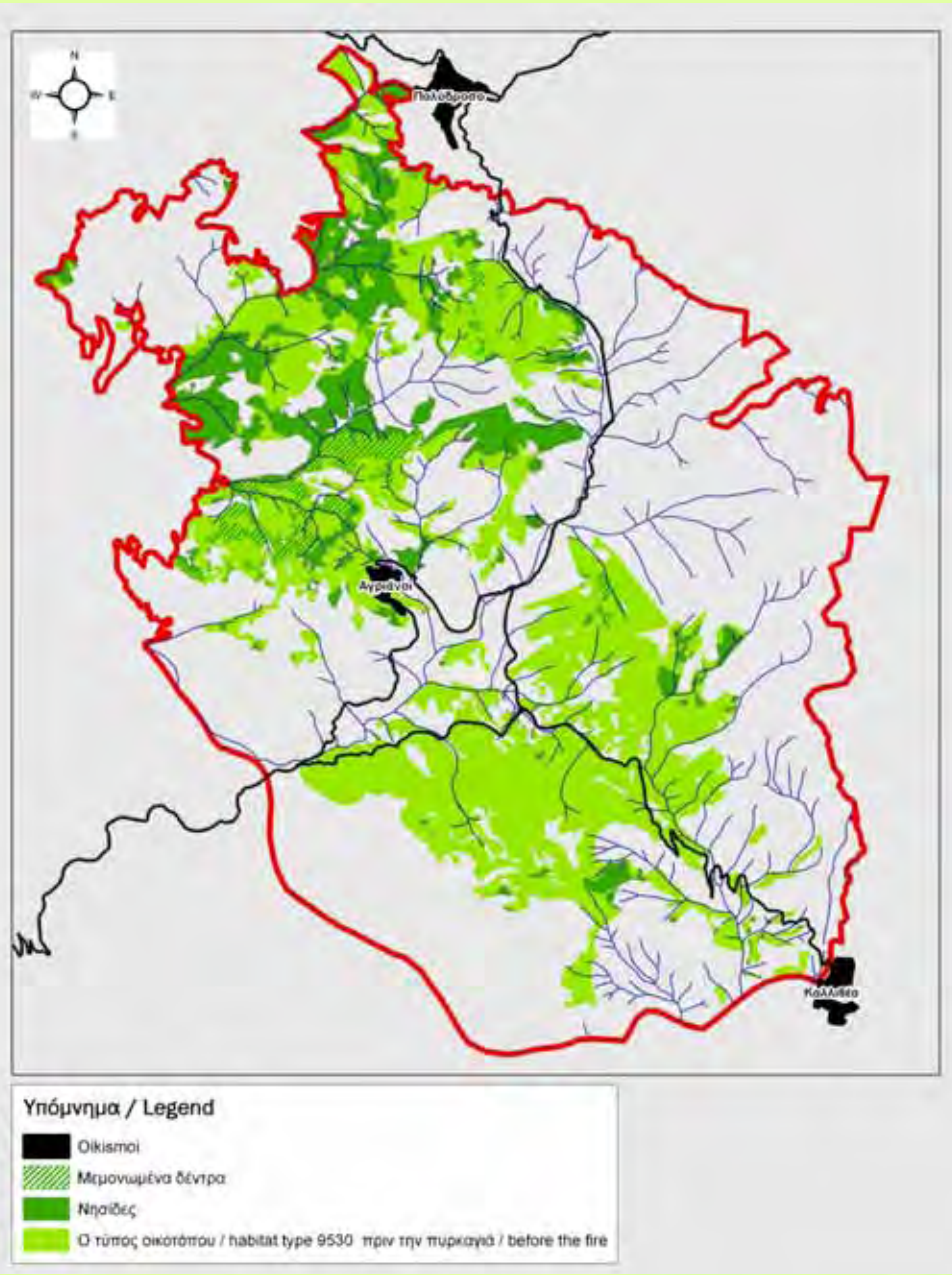 N
W E
S
Πολύδροσο
Αγριάνοι
Καλλιθέα
Υπόμνημα / Legend
Oikismoi
Μεμονωμένα δέντρα
Νησίδες
Ο τύπος οικοτόπου / habitat type 9530 πριν την πυρκαγιά / before the fire